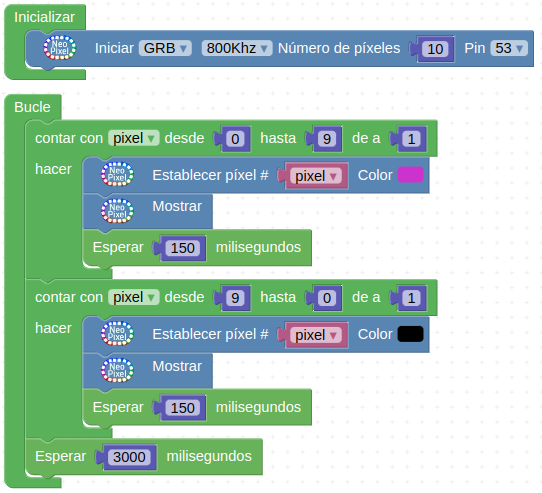 Inicializar
Neo Pixel Iniciar GRB 800Khz Número de píxeles 10 Pin 53
Bucle
contar con pixel desde 0 hasta 9 de a 1
hacer Neo Pixel Establecer píxel # pixel Color
Neo Pixel Mostrar
Esperar 150 milisegundos
contar con pixel desde 9 hasta 0 de a 1
hacer Neo Pixel Establecer píxel # pixel Color
Neo Pixel Mostrar
Esperar 150 milisegundos
Esperar 3000 milisegundos